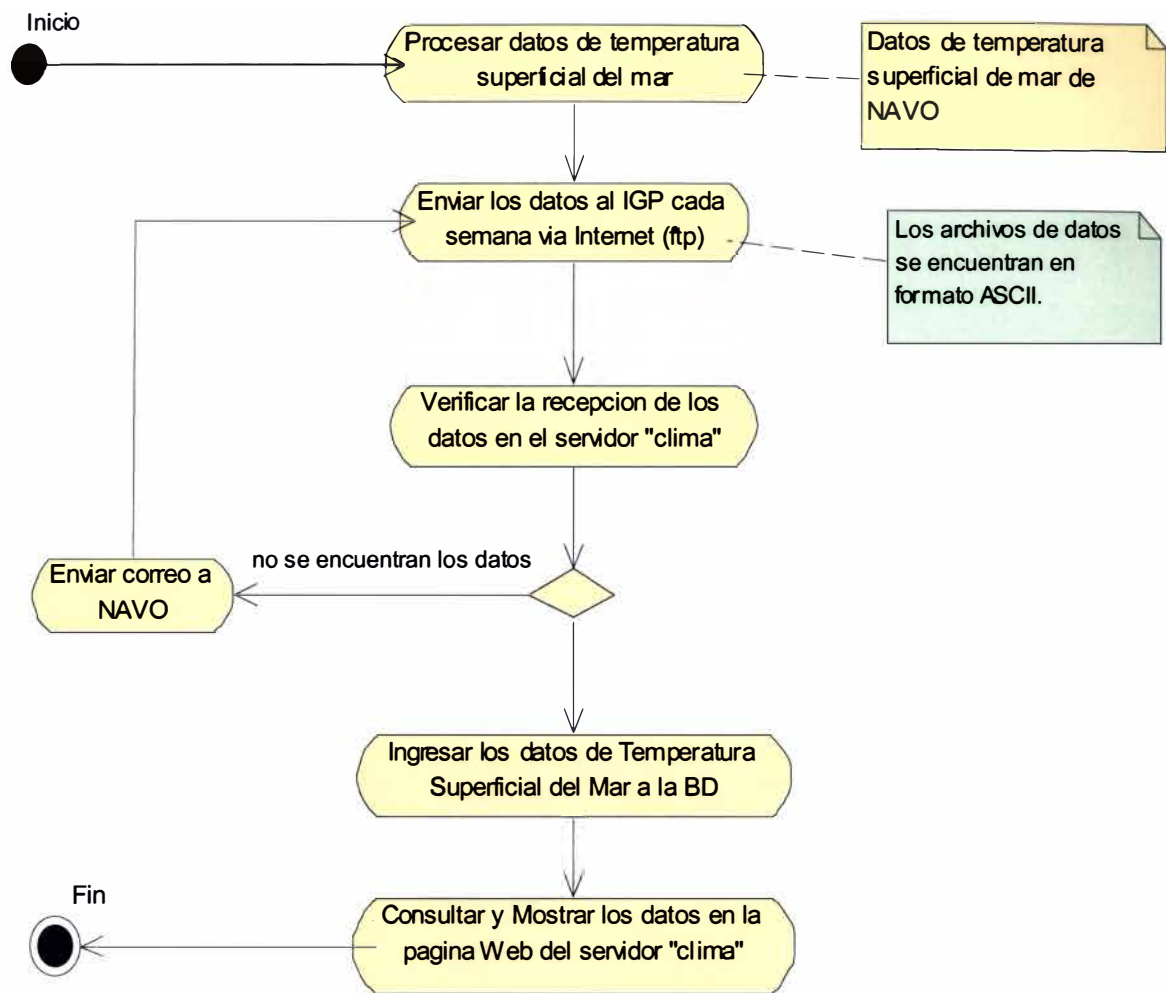 Inicio
Procesar datos de temperatura
superficial del mar
Datos de temperatura
superficial de mar de
NAVO
Enviar los datos al IGP cada
semana via Internet (ftp)
Los archivos de datos
se encuentran en
formato ASCII.
Verificar la recepcion de los
datos en el servidor "clima"
no se encuentran los datos
Enviar correo a
NAVO
Ingresar los datos de Temperatura
Superficial del Mar a la BD
Fin
Consultar y Mostrar los datos en la
pagina Web del servidor "clima"